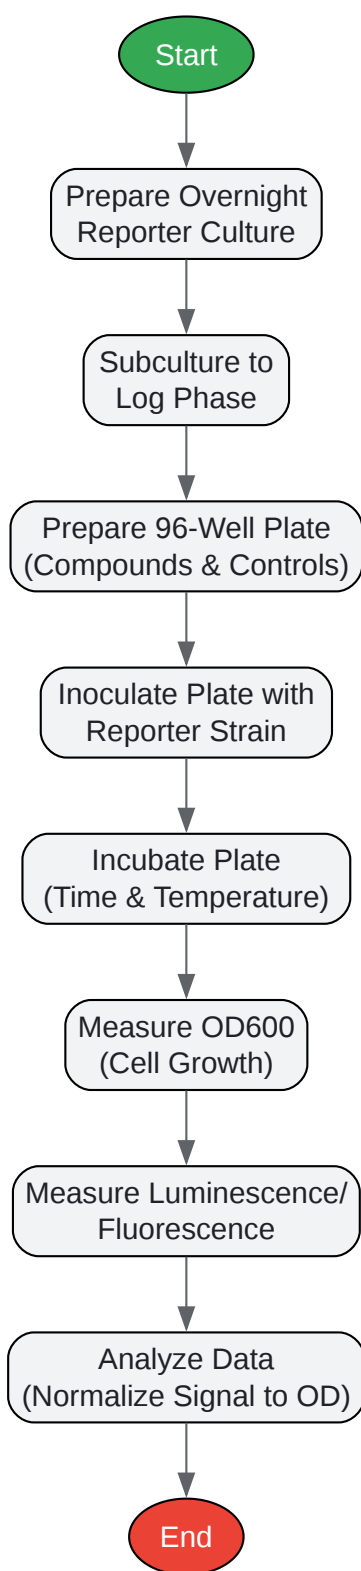 Start
Prepare Overnight
Reporter Culture
Subculture to
Log Phase
Prepare 96-Well Plate
(Compounds & Controls)
Inoculate Plate with
Reporter Strain
Incubate Plate
(Time & Temperature)
Measure OD600
(Cell Growth)
Measure Luminescence/
Fluorescence
Analyze Data
(Normalize Signal to OD)
End